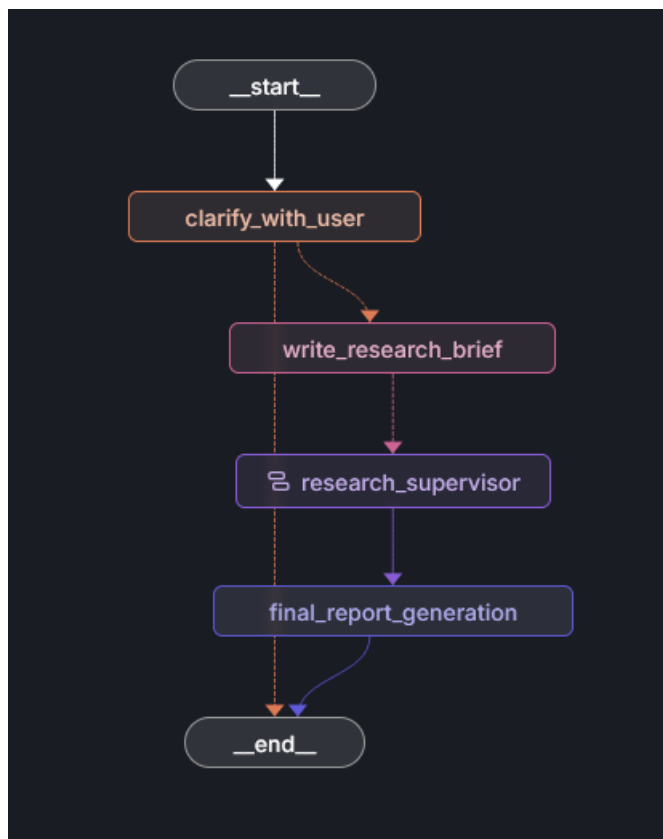 __start__
clarify_with_user
write_research_brief
research_supervisor
final_report_generation
__end__